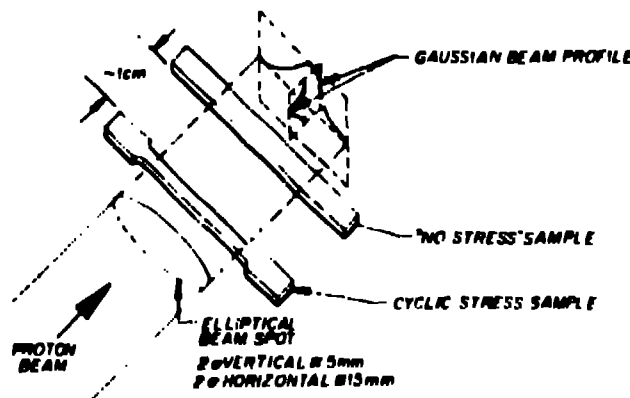 ~1cm
GAUSSIAN BEAM PROFILE
"NO STRESS" SAMPLE
CYCLIC STRESS SAMPLE
ELLIPTICAL
BEAM SPOT
2σ VERTICAL ≅ 5mm
2σ HORIZONTAL ≅ 15mm
PROTON
BEAM